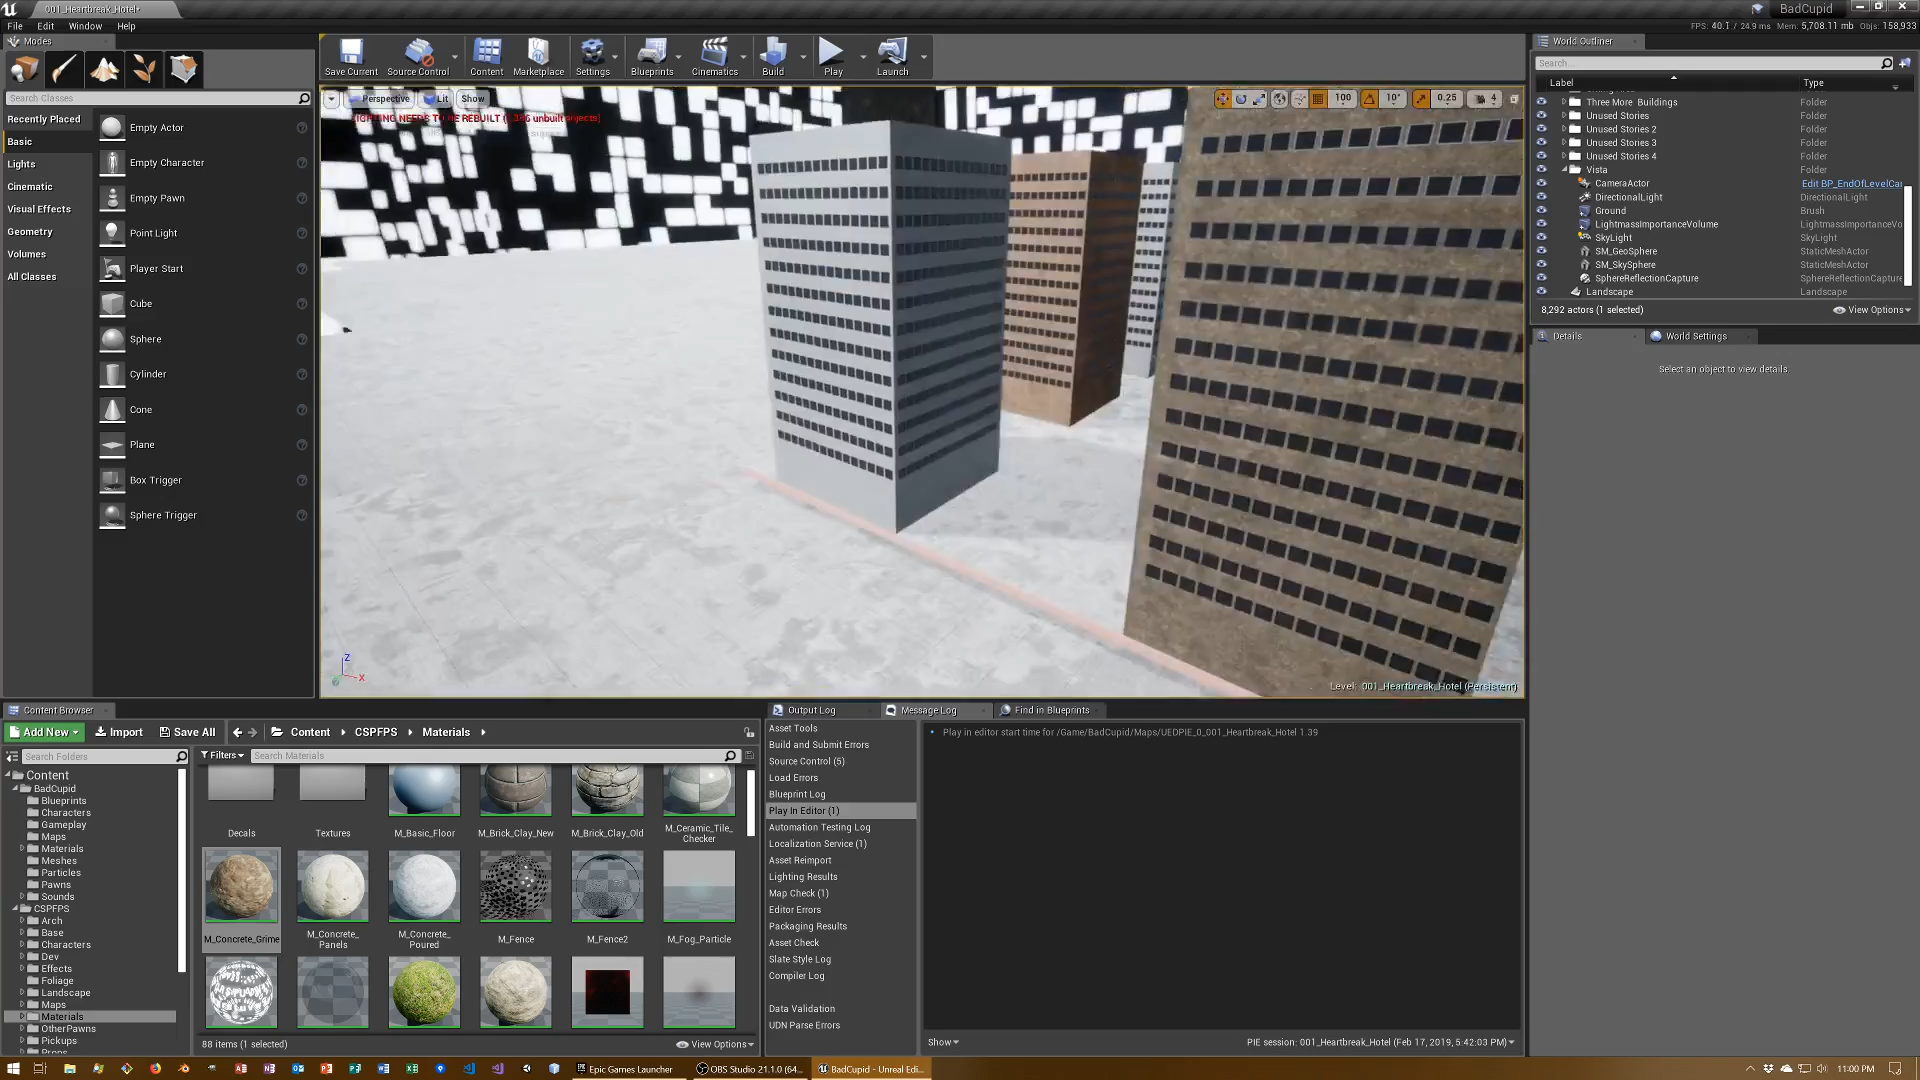 001_Heartbreak_Hotel*
BadCupid
File Edit Window Help
FPS: 40.1 / 24.9 ms Mem: 5,708.11 mb Objs: 158,933
Modes
Search Classes
Recently Placed
Basic
Lights
Cinematic
Visual Effects
Geometry
Volumes
All Classes
Empty Actor
Empty Character
Empty Pawn
Point Light
Player Start
Cube
Sphere
Cylinder
Cone
Plane
Box Trigger
Sphere Trigger
Save Current
Source Control
Content
Marketplace
Settings
Blueprints
Cinematics
Build
Play
Launch
Perspective
Lit
Show
100
10°
0.25
4
Level: 001_Heartbreak_Hotel (Persistent)
Z
X
World Outliner
Search...
Label Type
Three More Buildings Folder
Unused Stories Folder
Unused Stories 2 Folder
Unused Stories 3 Folder
Unused Stories 4 Folder
Vista Folder
CameraActor Edit BP_EndOfLevelCar
DirectionalLight DirectionalLight
Ground Brush
LightmassImportanceVolume LightmassImportanceVo
SkyLight SkyLight
SM_GeoSphere StaticMeshActor
SM_SkySphere StaticMeshActor
SphereReflectionCapture SphereReflectionCapture
Landscape Landscape
8,292 actors (1 selected)
View Options
Details
World Settings
Select an object to view details.
Content Browser
Add New
Import
Save All
Content
CSPFPS
Materials
Search Folders
Filters
Search Materials
Content
BadCupid
Blueprints
Characters
Gameplay
Maps
Materials
Meshes
Particles
Pawns
Sounds
CSPFPS
Arch
Base
Characters
Dev
Effects
Foliage
Landscape
Maps
Materials
OtherPawns
Pickups
Decals
Textures
M_Basic_Floor
M_Brick_Clay_New
M_Brick_Clay_Old
M_Ceramic_Tile_
Checker
M_Concrete_Grime
M_Concrete_
Panels
M_Concrete_
Poured
M_Fence
M_Fence2
M_Fog_Particle
88 items (1 selected)
View Options
Output Log
Message Log
Find in Blueprints
Asset Tools
Build and Submit Errors
Source Control (5)
Load Errors
Blueprint Log
Play In Editor (1)
Automation Testing Log
Localization Service (1)
Asset Reimport
Lighting Results
Map Check (1)
Editor Errors
Packaging Results
Asset Check
Slate Style Log
Compiler Log
Data Validation
UDN Parse Errors
Play in editor start time for /Game/BadCupid/Maps/UEDPIE_0_001_Heartbreak_Hotel 1.39
Show
PIE session: 001_Heartbreak_Hotel (Feb 17, 2019, 5:42:03 PM)
Epic Games Launcher
OBS Studio 21.1.0 (64...
BadCupid - Unreal Edi...
11:00 PM